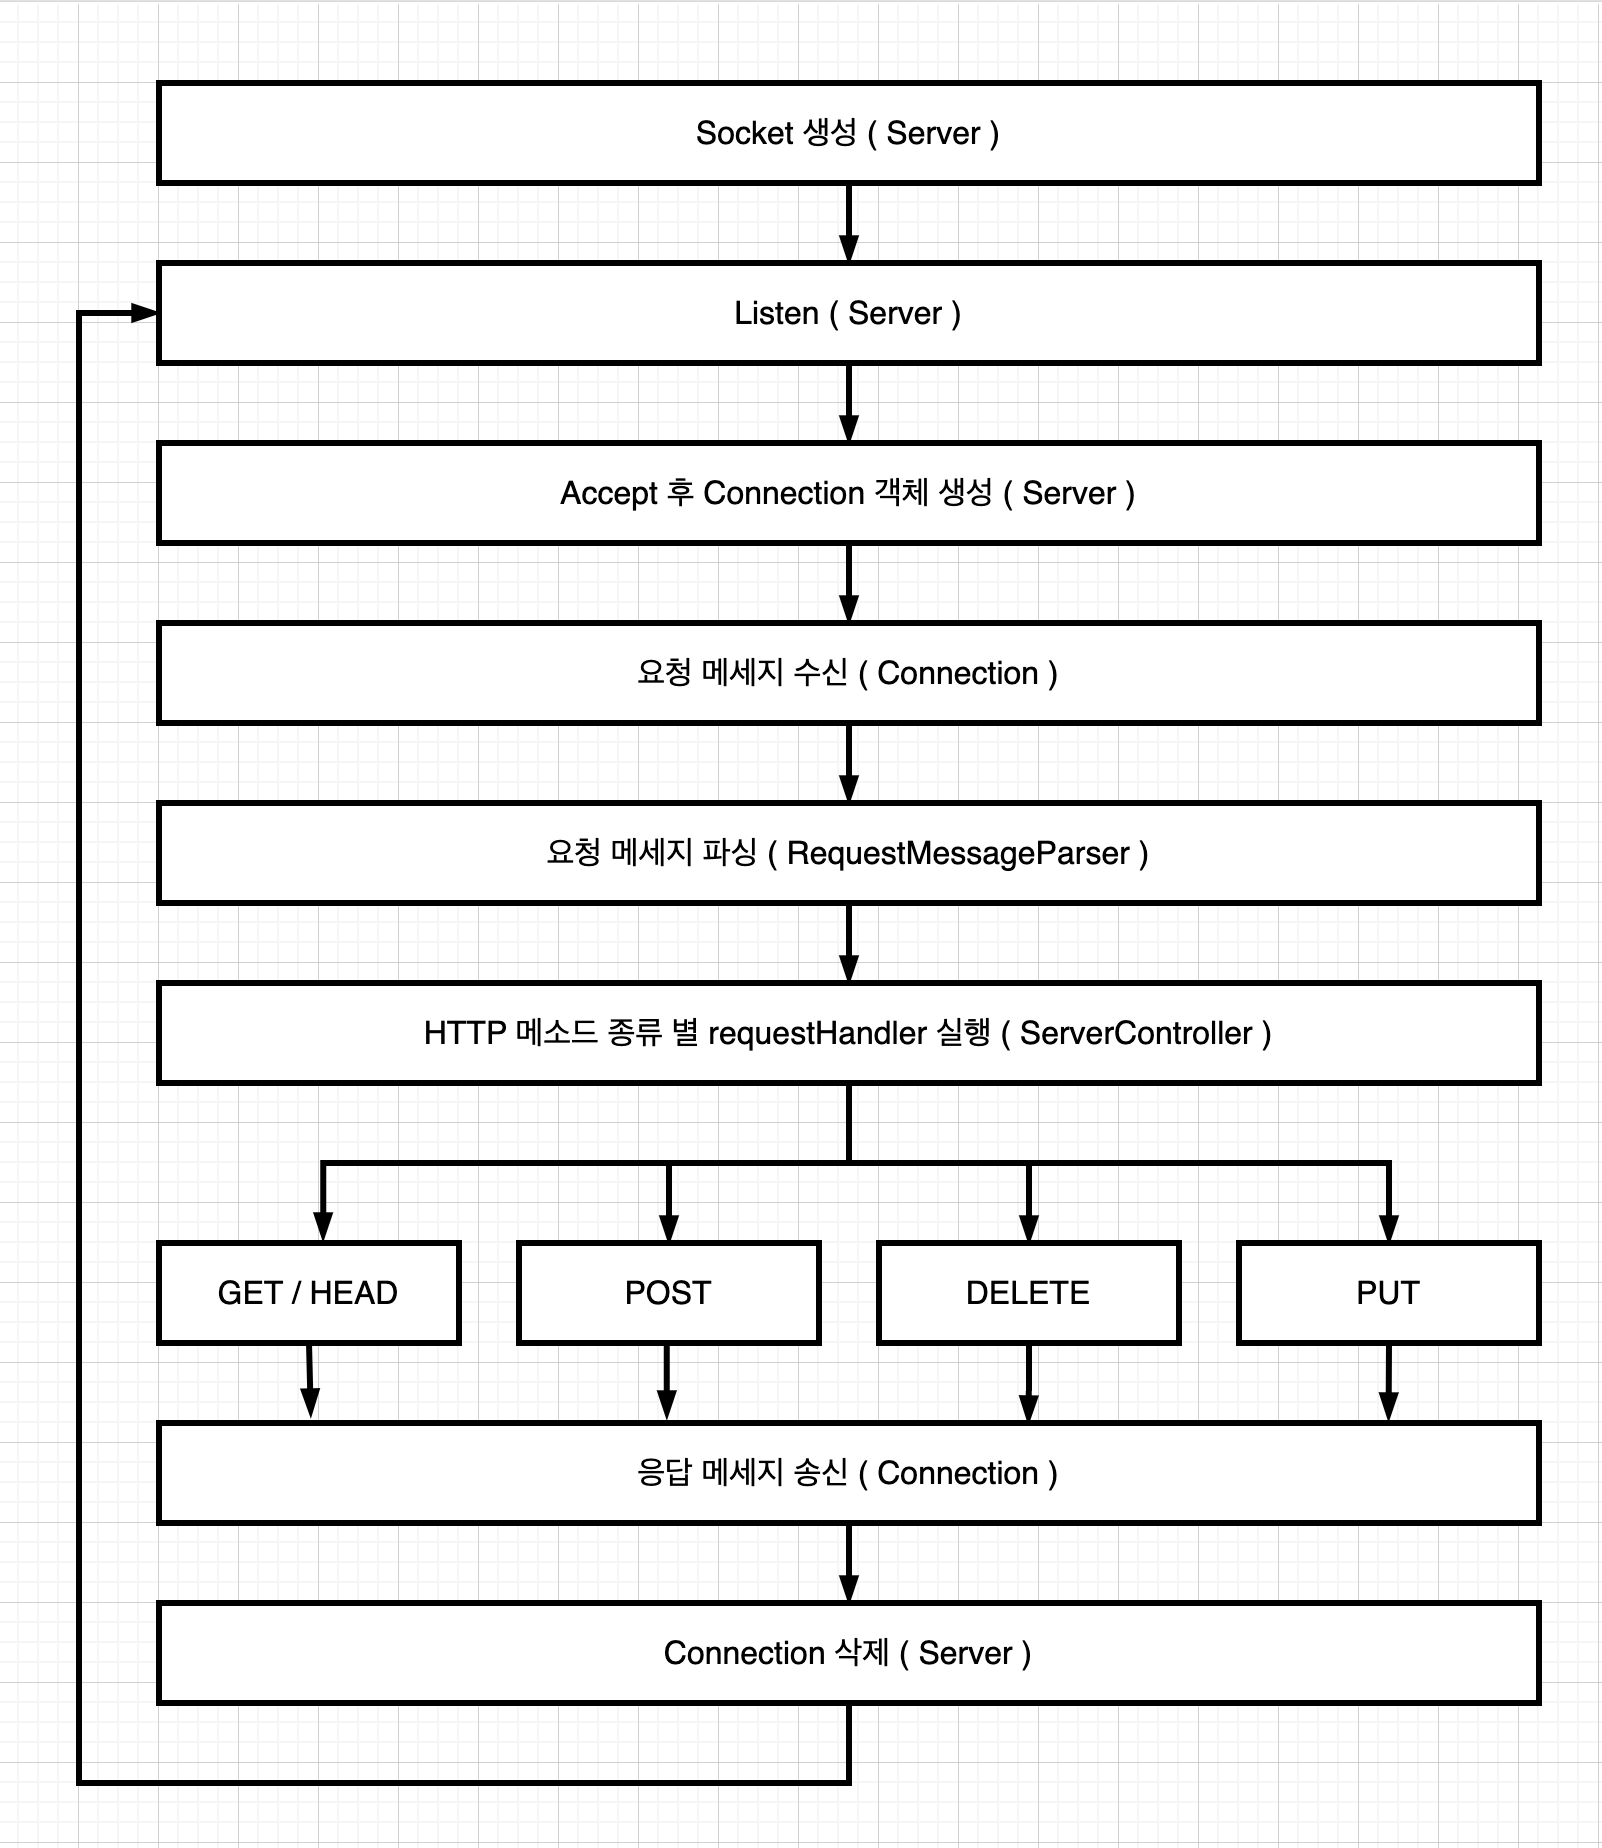 Socket 생성 ( Server )
Listen ( Server )
Accept 후 Connection 객체 생성 ( Server )
요청 메세지 수신 ( Connection )
요청 메세지 파싱 ( RequestMessageParser )
HTTP 메소드 종류 별 requestHandler 실행 ( ServerController )
GET / HEAD
POST
DELETE
PUT
응답 메세지 송신 ( Connection )
Connection 삭제 ( Server )